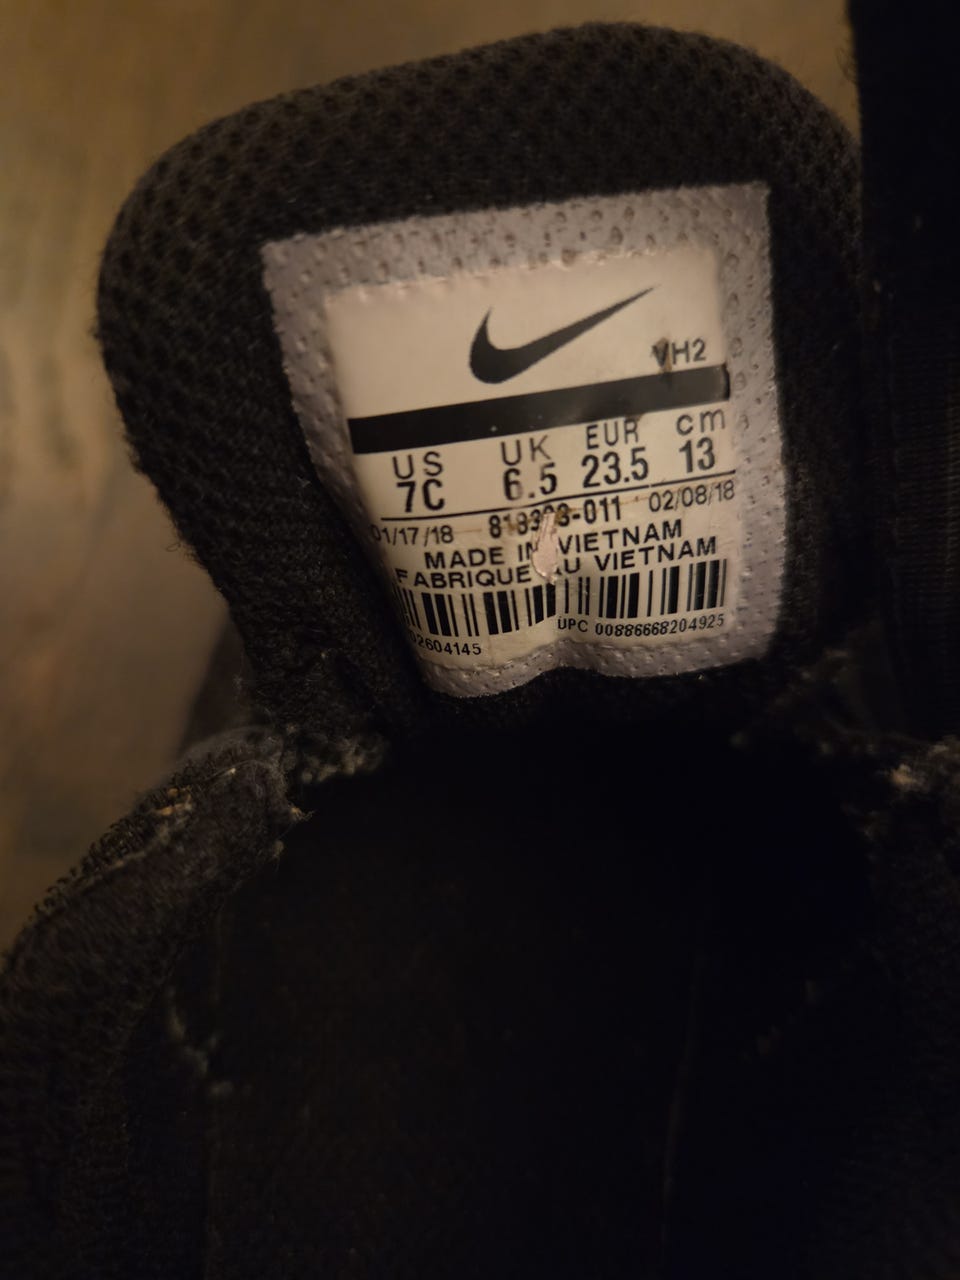 VH2
US UK EUR cm
7C 6.5 23.5 13
01/17/18 02/08/18
MADE IN VIETNAM
FABRIQUE AU VIETNAM
UPC 00886668204925